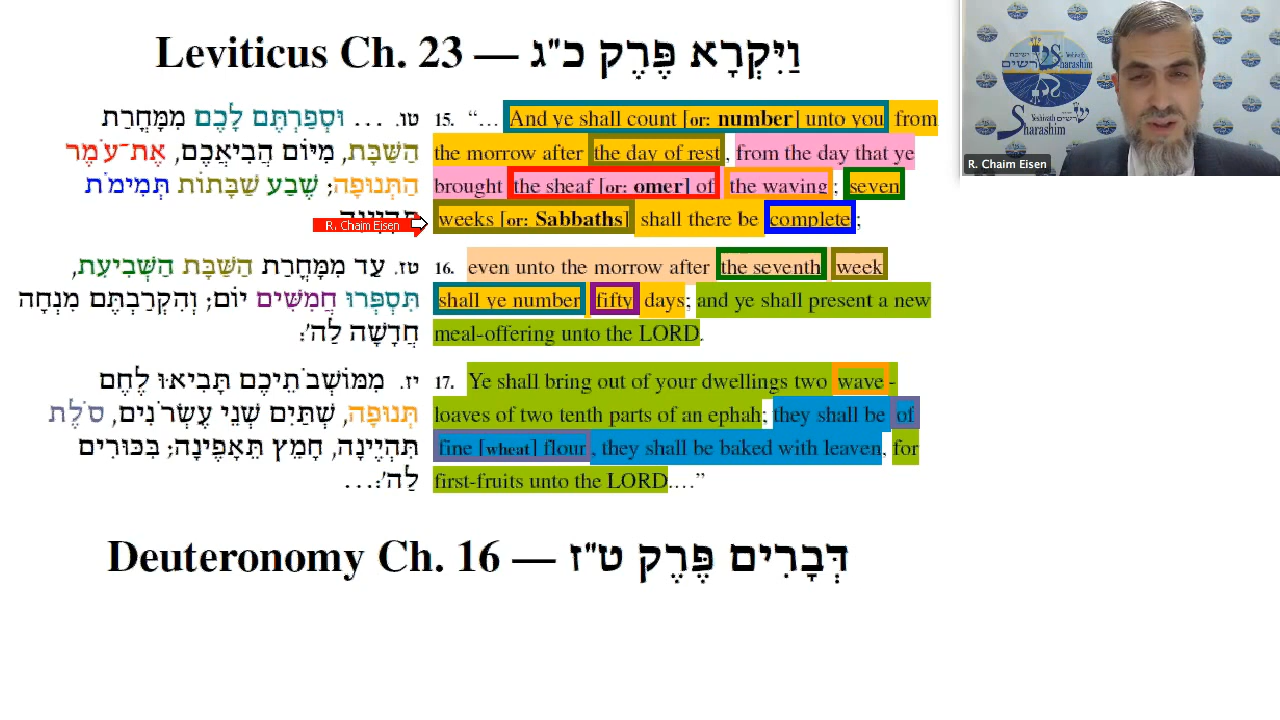 Leviticus Ch. 23 — וַיִּקְרָא פֶּרֶק כ"ג
טו. ... וּסְפַרְתֶּם לָכֶם מִמָּחֳרַת
הַשַּׁבָּת, מִיּוֹם הֲבִיאֲכֶם, אֶת־עֹמֶר
הַתְּנוּפָה; שֶׁבַע שַׁבָּתוֹת תְּמִימֹת
R. Chaim Eisen
15. “... And ye shall count [or: number] unto you from
the morrow after the day of rest, from the day that ye
brought the sheaf [or: omer] of the waving; seven
weeks [or: Sabbaths] shall there be complete;
טז. עַד מִמָּחֳרַת הַשַּׁבָּת הַשְּׁבִיעִת,
תִּסְפְּרוּ חֲמִשִּׁים יוֹם; וְהִקְרַבְתֶּם מִנְחָה
חֲדָשָׁה לַה':
16. even unto the morrow after the seventh week
shall ye number fifty days; and ye shall present a new
meal-offering unto the LORD.
יז. מִמּוֹשְׁבֹתֵיכֶם תָּבִיאּוּ לֶחֶם
תְּנוּפָה, שְׁתַּיִם שְׁנֵי עֶשְׂרֹנִים, סֹלֶת
תִּהְיֶינָה, חָמֵץ תֵּאָפֶינָה; בִּכּוּרִים
לַה':...
17. Ye shall bring out of your dwellings two wave-
loaves of two tenth parts of an ephah; they shall be of
fine [wheat] flour, they shall be baked with leaven, for
first-fruits unto the LORD....”
Deuteronomy Ch. 16 — דְּבָרִים פֶּרֶק ט"ז
Sharashim
Yeshivath
Sharashim
R. Chaim Eisen